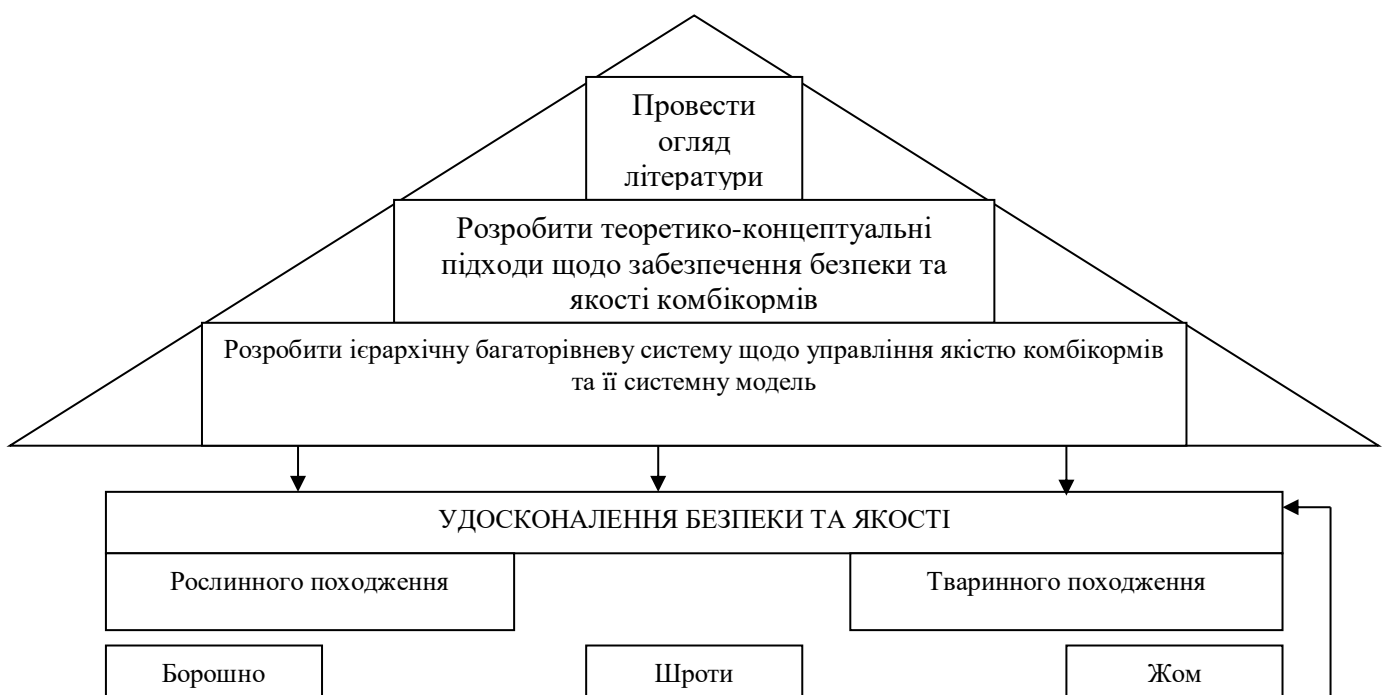 Провести
огляд
літератури
Розробити теоретико-концептуальні
підходи щодо забезпечення безпеки та
якості комбікормів
Розробити ієрархічну багаторівневу систему щодо управління якістю комбікормів
та її системну модель
УДОСКОНАЛЕННЯ БЕЗПЕКИ ТА ЯКОСТІ
Рослинного походження
Тваринного походження
Борошно
Шроти
Жом